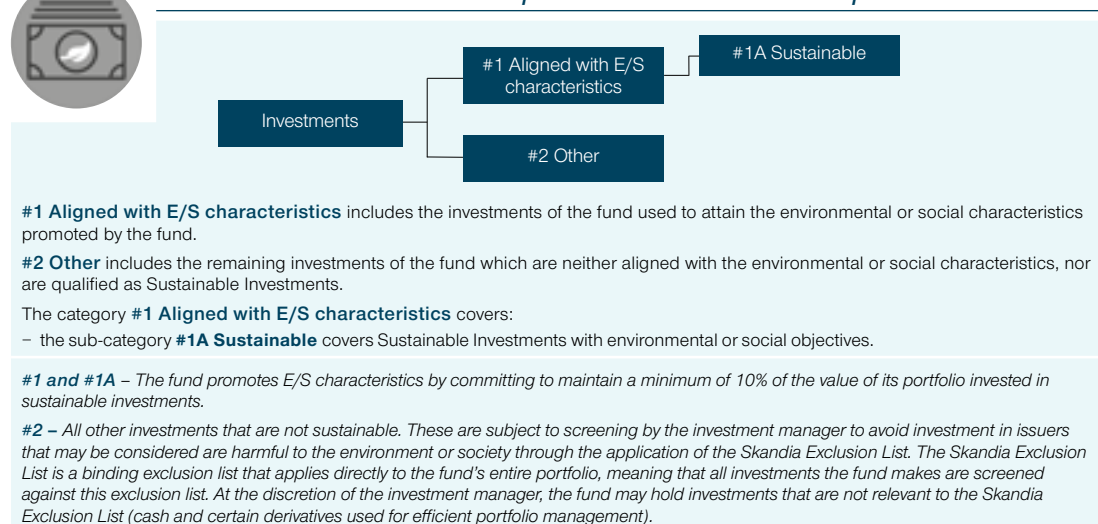 #1 Aligned with E/S
characteristics
#1A Sustainable
Investments
#2 Other
#1 Aligned with E/S characteristics includes the investments of the fund used to attain the environmental or social characteristics
promoted by the fund.
#2 Other includes the remaining investments of the fund which are neither aligned with the environmental or social characteristics, nor
are qualified as Sustainable Investments.
The category #1 Aligned with E/S characteristics covers:
– the sub-category #1A Sustainable covers Sustainable Investments with environmental or social objectives.
#1 and #1A – The fund promotes E/S characteristics by committing to maintain a minimum of 10% of the value of its portfolio invested in
sustainable investments.
#2 – All other investments that are not sustainable. These are subject to screening by the investment manager to avoid investment in issuers
that may be considered are harmful to the environment or society through the application of the Skandia Exclusion List. The Skandia Exclusion
List is a binding exclusion list that applies directly to the fund's entire portfolio, meaning that all investments the fund makes are screened
against this exclusion list. At the discretion of the investment manager, the fund may hold investments that are not relevant to the Skandia
Exclusion List (cash and certain derivatives used for efficient portfolio management).